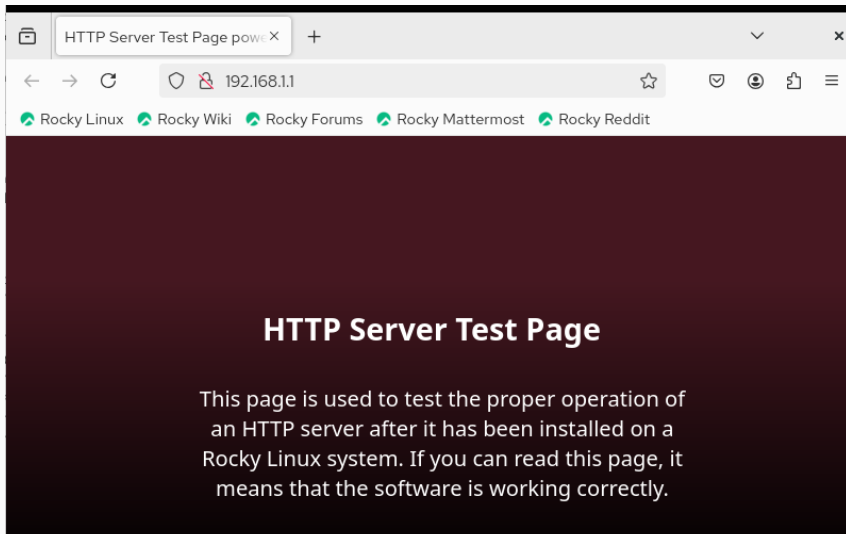 HTTP Server Test Page powe
192.168.1.1
Rocky Linux Rocky Wiki Rocky Forums Rocky Mattermost Rocky Reddit
HTTP Server Test Page
This page is used to test the proper operation of
an HTTP server after it has been installed on a
Rocky Linux system. If you can read this page, it
means that the software is working correctly.